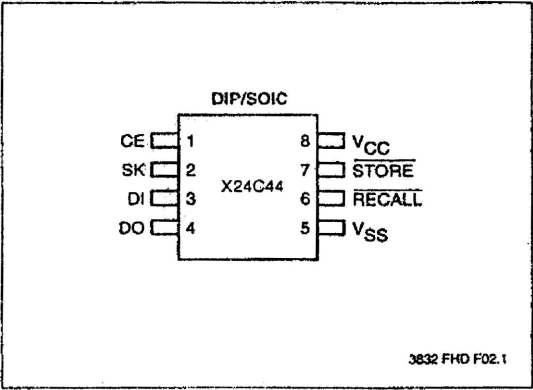 DIP/SOIC
CE 1 8 VCC
SK 2 7 STORE
DI 3 X24C44 6 RECALL
DO 4 5 VSS
3832 FHD F02.1